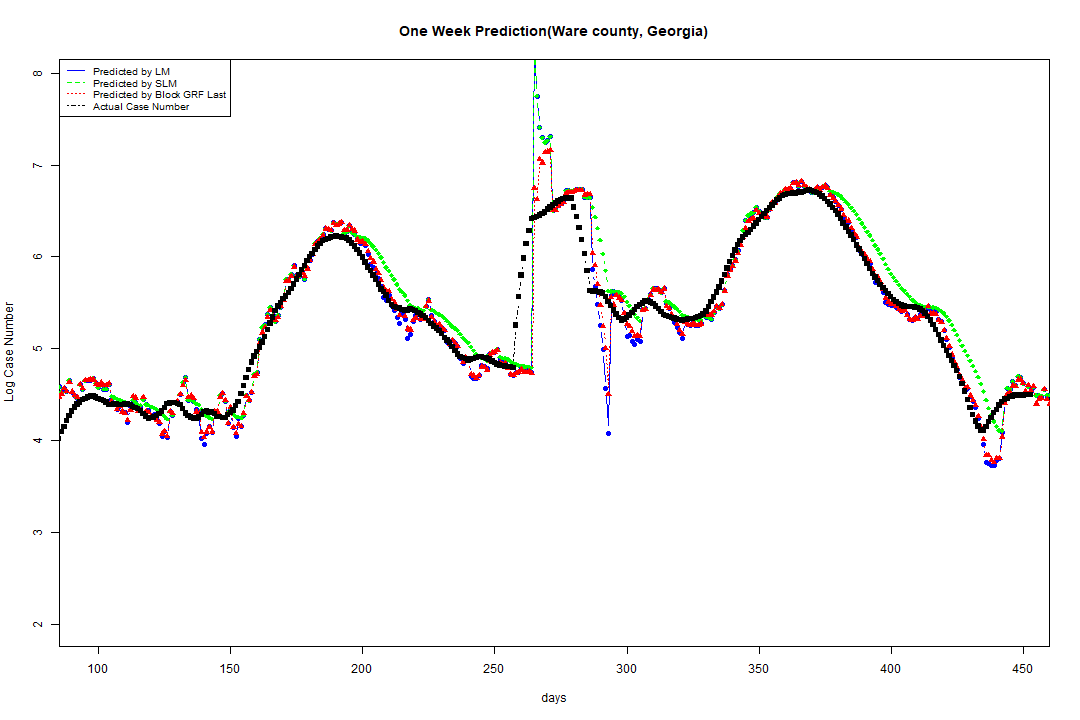 One Week Prediction(Ware county, Georgia)
Predicted by LM
Predicted by SLM
Predicted by Block GRF Last
Actual Case Number
8
7
6
5
4
3
2
Log Case Number
100 150 200 250 300 350 400 450
days